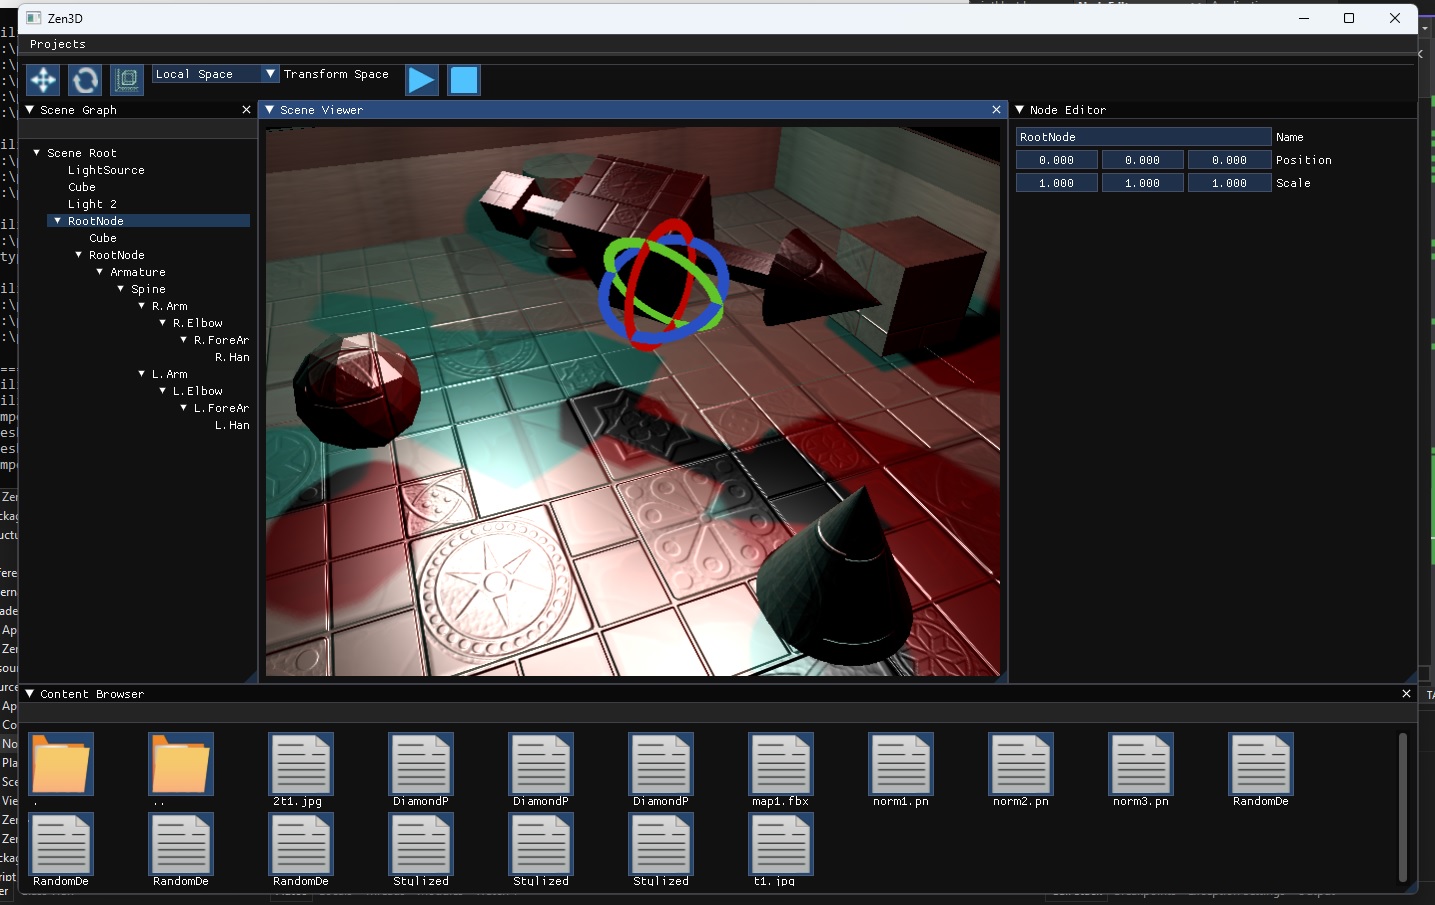 Zen3D
Projects
Local Space
Transform Space
Scene Graph
Scene Viewer
Node Editor
Scene Root
LightSource
Cube
Light 2
RootNode
Cube
RootNode
Armature
Spine
R.Arm
R.Elbow
R.ForeAr
R.Han
L.Arm
L.Elbow
L.ForeAr
L.Han
RootNode Name
0.000 0.000 0.000 Position
1.000 1.000 1.000 Scale
Content Browser
. .. 2t1.jpg DiamondP DiamondP DiamondP map1.fbx norm1.pn norm2.pn norm3.pn RandomDe
RandomDe RandomDe RandomDe Stylized Stylized Stylized t1.jpg